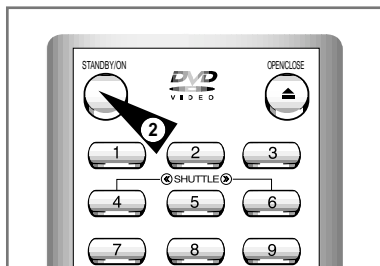 STANDBY/ON
OPEN/CLOSE
DVD
VIDEO
2
1 2 3
SHUTTLE
4 5 6
7 8 9